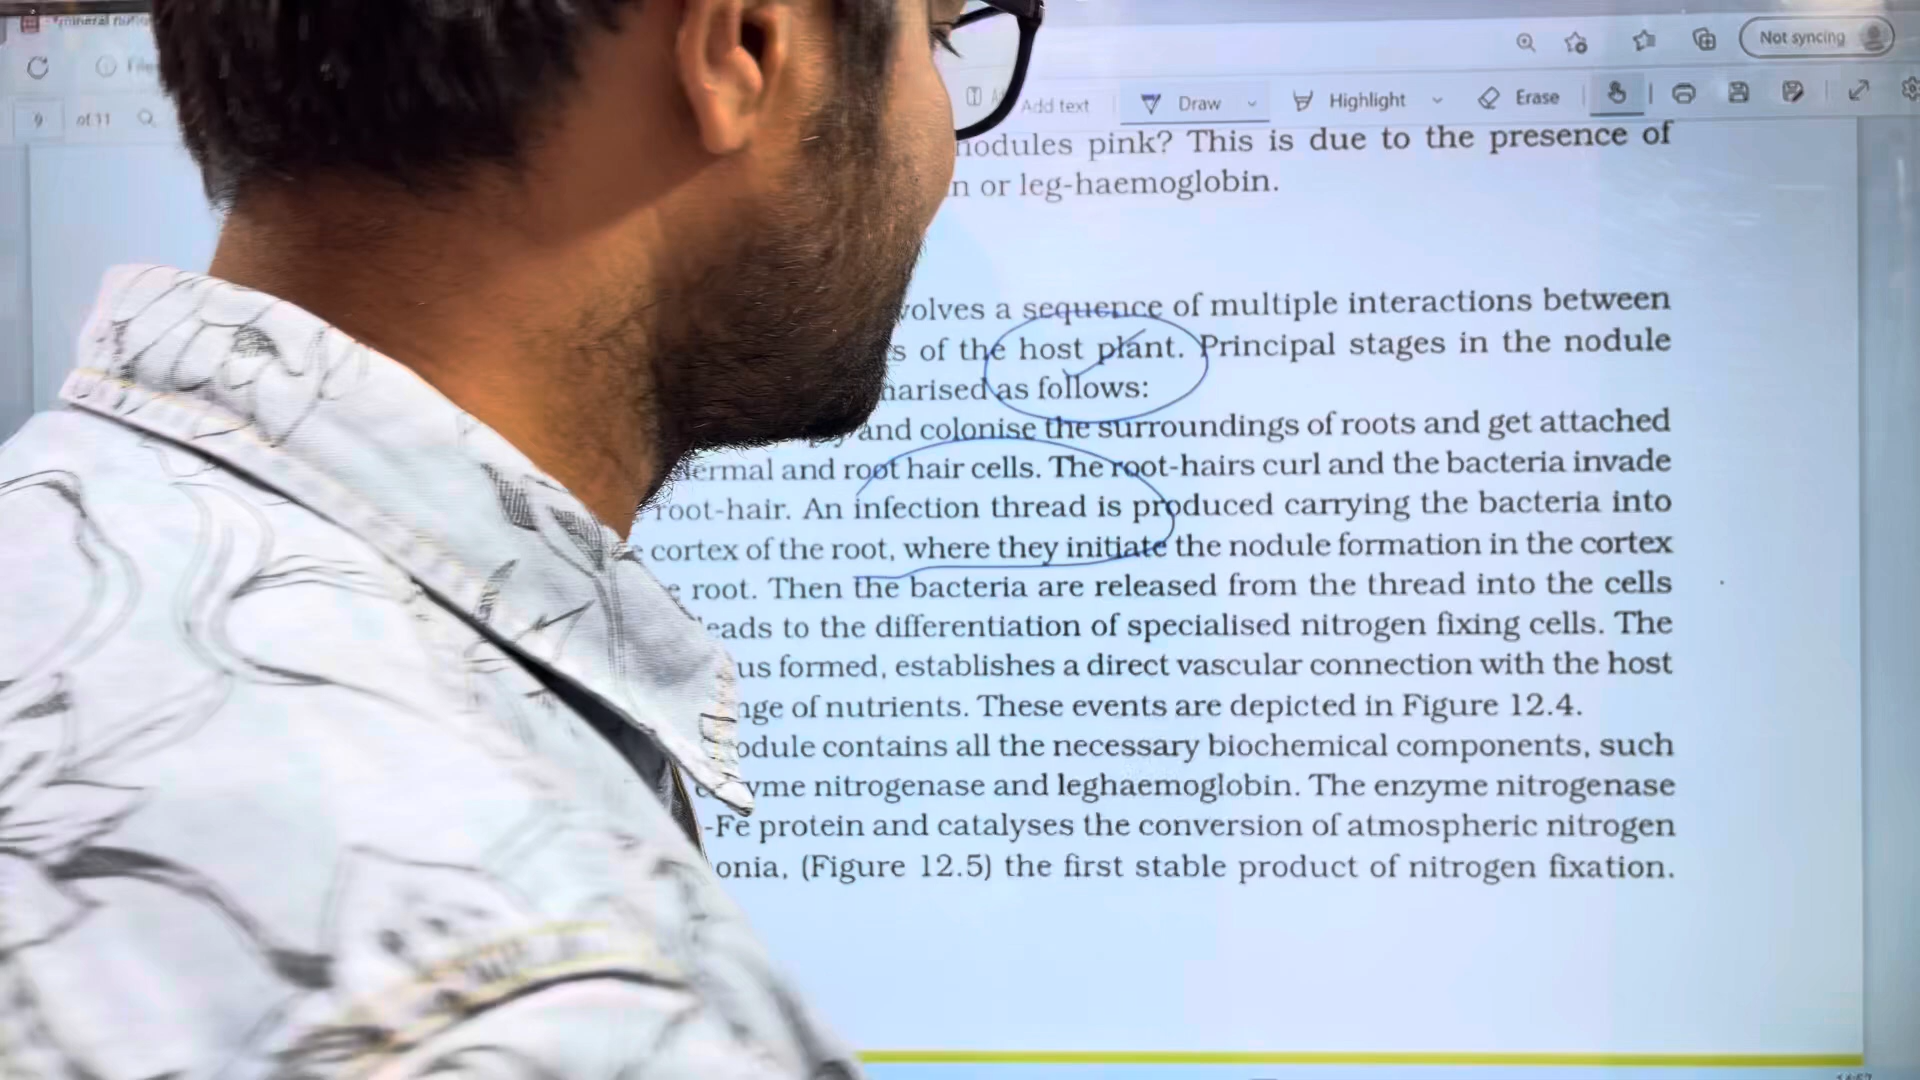 Not syncing
9 of 11
Add text Draw Highlight Erase
nodules pink? This is due to the presence of
n or leg-haemoglobin.
volves a sequence of multiple interactions between
s of the host plant. Principal stages in the nodule
arised as follows:
and colonise the surroundings of roots and get attached
ermal and root hair cells. The root-hairs curl and the bacteria invade
root-hair. An infection thread is produced carrying the bacteria into
cortex of the root, where they initiate the nodule formation in the cortex
e root. Then the bacteria are released from the thread into the cells
eads to the differentiation of specialised nitrogen fixing cells. The
us formed, establishes a direct vascular connection with the host
nge of nutrients. These events are depicted in Figure 12.4.
odule contains all the necessary biochemical components, such
yme nitrogenase and leghaemoglobin. The enzyme nitrogenase
-Fe protein and catalyses the conversion of atmospheric nitrogen
onia, (Figure 12.5) the first stable product of nitrogen fixation.